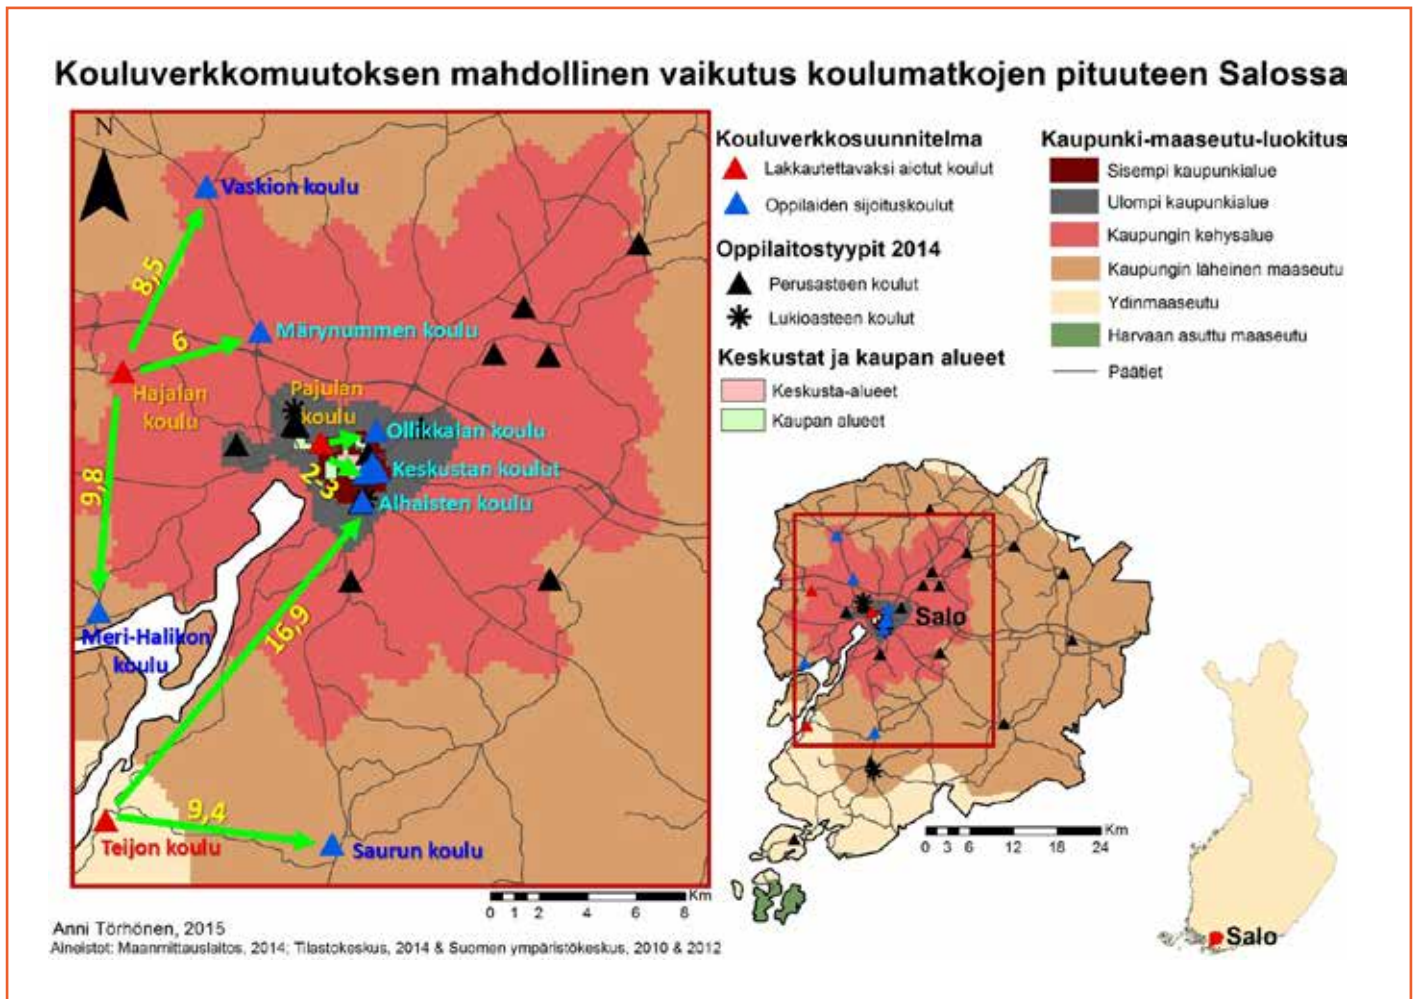 Kouluverkkomuutoksen mahdollinen vaikutus koulumatkojen pituuteen Salossa
N
Vaskion koulu
8,5
6
Märynummen koulu
Hajalan
koulu
Pajulan
koulu
Ollikkalan koulu
2-3
Keskustan koulut
Alhaisten koulu
9,8
Meri-Halikon
koulu
16,9
9,4
Teijon koulu
Saurun koulu
Km
0 1 2 4 6 8
Kouluverkkosuunnitelma
Lakkautettavaksi aiotut koulut
Oppilaiden sijoituskoulut
Oppilaitostyypit 2014
Perusasteen koulut
Lukioasteen koulut
Keskustat ja kaupan alueet
Keskusta-alueet
Kaupan alueet
Kaupunki-maaseutu-luokitus
Sisempi kaupunkialue
Ulompi kaupunkialue
Kaupungin kehysalue
Kaupungin läheinen maaseutu
Ydinmaaseutu
Harvaan asuttu maaseutu
Päätiet
Salo
Km
0 3 6 12 18 24
Salo
Anni Törhönen, 2015
Aineistot: Maanmittauslaitos, 2014; Tilastokeskus, 2014 & Suomen ympäristökeskus, 2010 & 2012